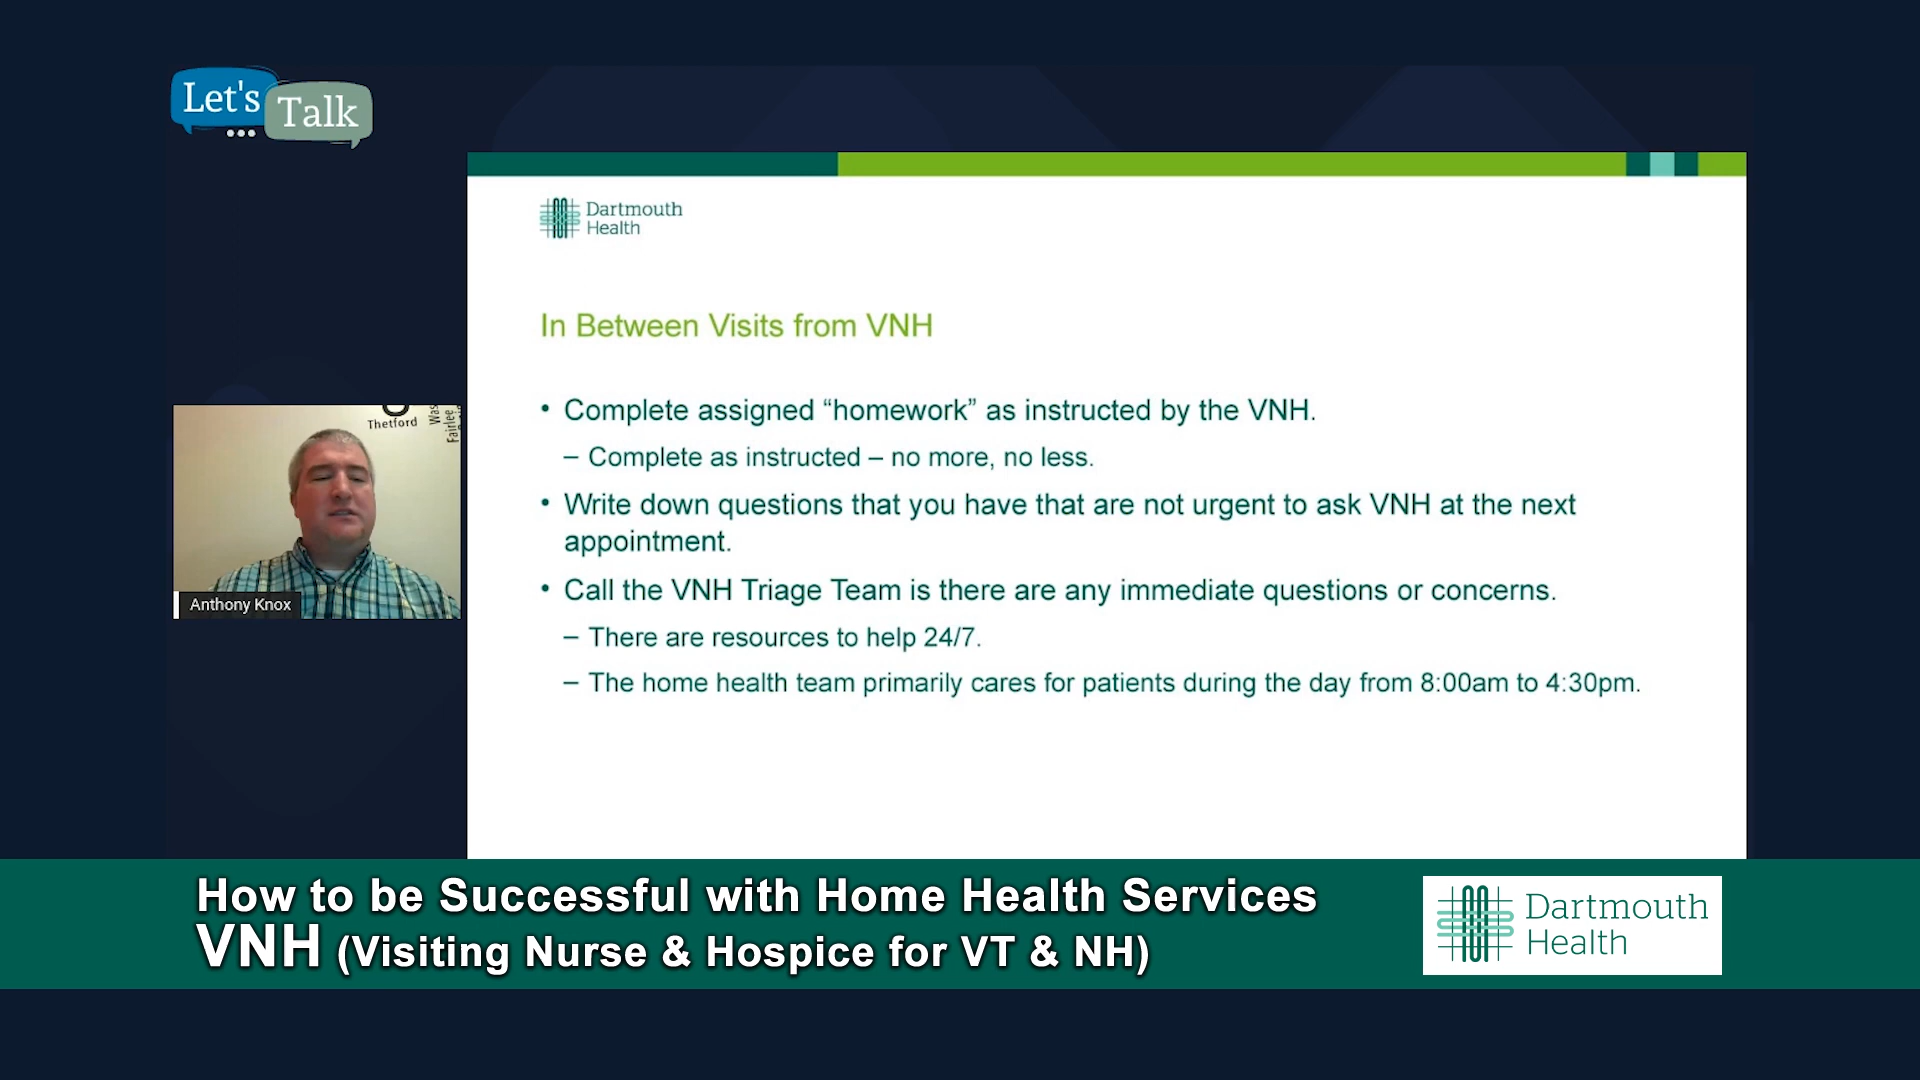 Let's
Talk
Dartmouth
Health
In Between Visits from VNH
• Complete assigned “homework” as instructed by the VNH.
– Complete as instructed – no more, no less.
• Write down questions that you have that are not urgent to ask VNH at the next
appointment.
• Call the VNH Triage Team is there are any immediate questions or concerns.
– There are resources to help 24/7.
– The home health team primarily cares for patients during the day from 8:00am to 4:30pm.
Thetford
Fairlee
Anthony Knox
How to be Successful with Home Health Services
VNH (Visiting Nurse & Hospice for VT & NH)
Dartmouth
Health